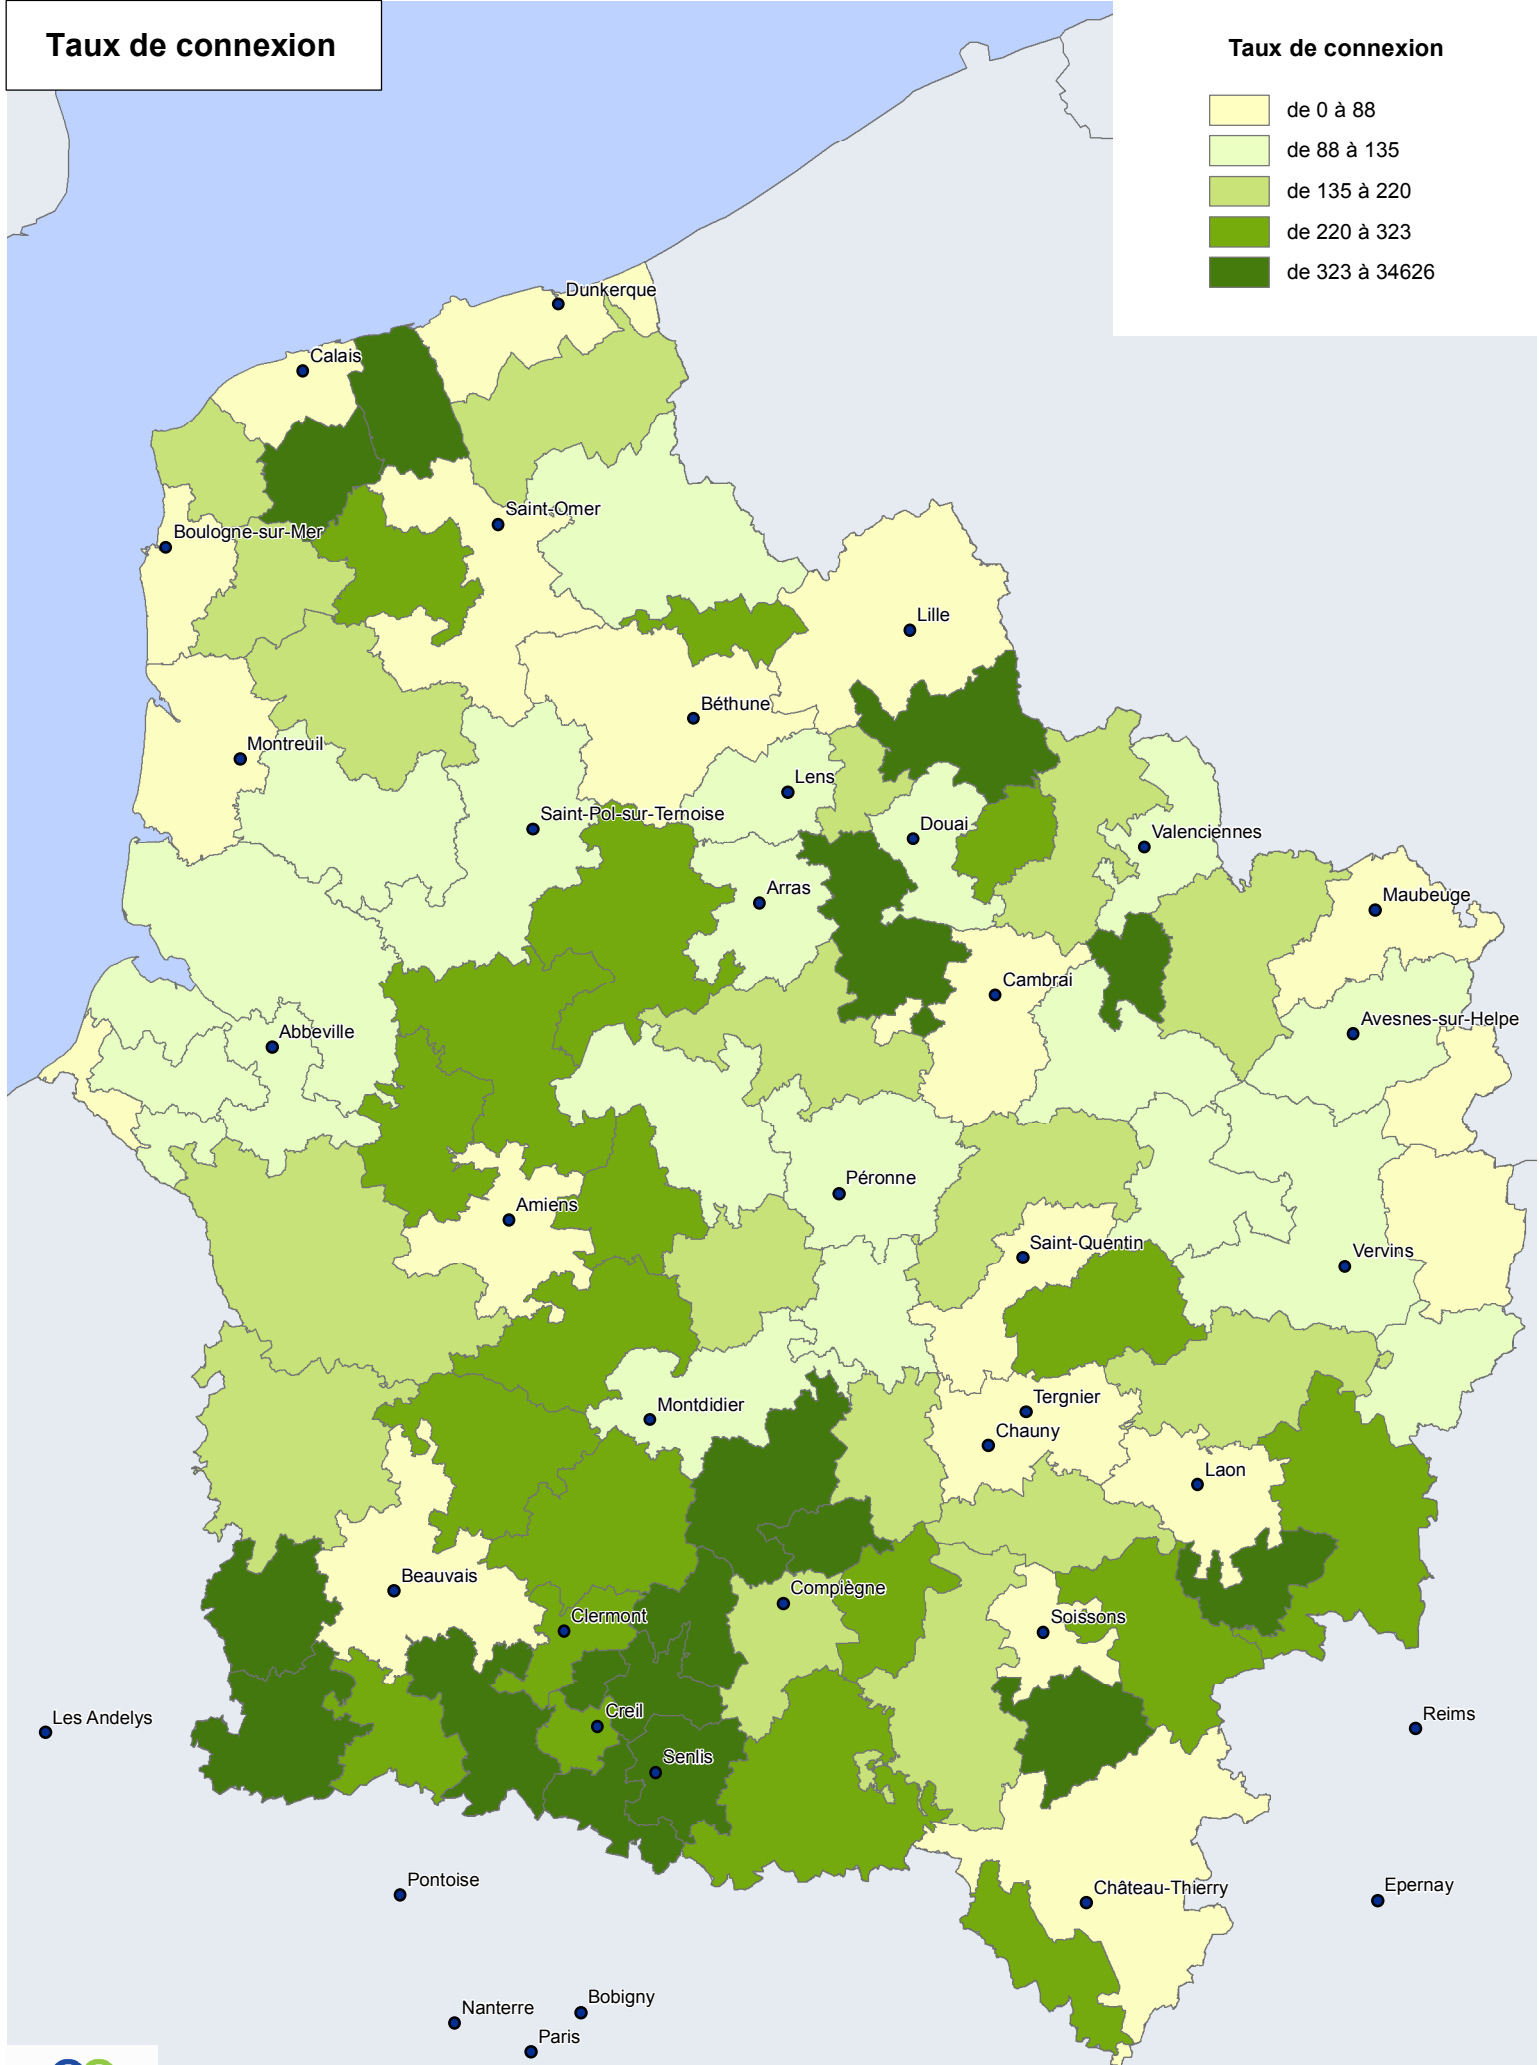 Taux de connexion
Taux de connexion
de 0 à 88
de 88 à 135
de 135 à 220
de 220 à 323
de 323 à 34626
Dunkerque
Calais
Saint-Omer
Boulogne-sur-Mer
Lille
Béthune
Montreuil
Lens
Saint-Pol-sur-Ternoise
Douai
Valenciennes
Arras
Maubeuge
Cambrai
Avesnes-sur-Helpe
Abbeville
Péronne
Amiens
Saint-Quentin
Vervins
Tergnier
Montdidier
Chauny
Laon
Beauvais
Compiègne
Clermont
Soissons
Creil
Les Andelys
Reims
Senlis
Pontoise
Château-Thierry
Epernay
Nanterre
Bobigny
Paris